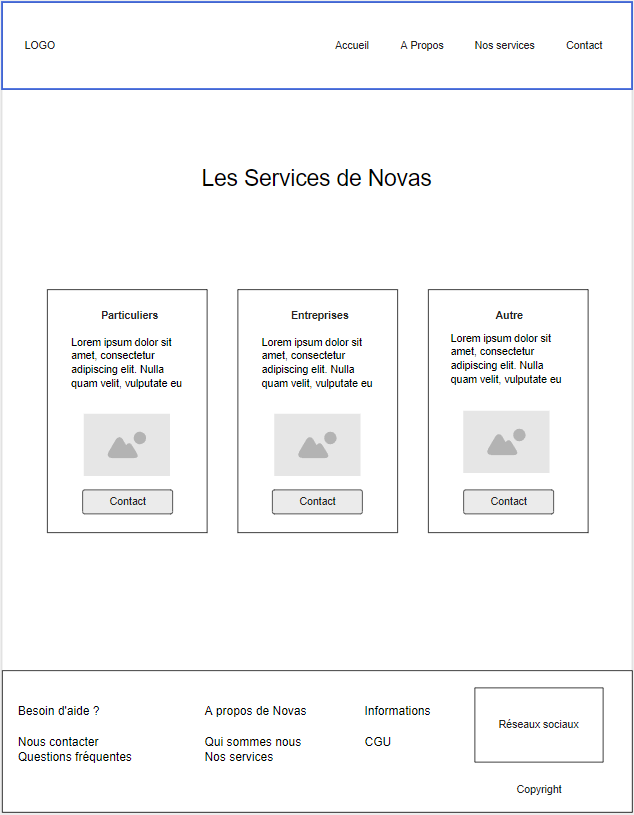 LOGO
Accueil
A Propos
Nos services
Contact
Les Services de Novas
Particuliers
Lorem ipsum dolor sit
amet, consectetur
adipiscing elit. Nulla
quam velit, vulputate eu
Contact
Entreprises
Lorem ipsum dolor sit
amet, consectetur
adipiscing elit. Nulla
quam velit, vulputate eu
Contact
Autre
Lorem ipsum dolor sit
amet, consectetur
adipiscing elit. Nulla
quam velit, vulputate eu
Contact
Besoin d'aide ?
Nous contacter
Questions fréquentes
A propos de Novas
Qui sommes nous
Nos services
Informations
CGU
Réseaux sociaux
Copyright